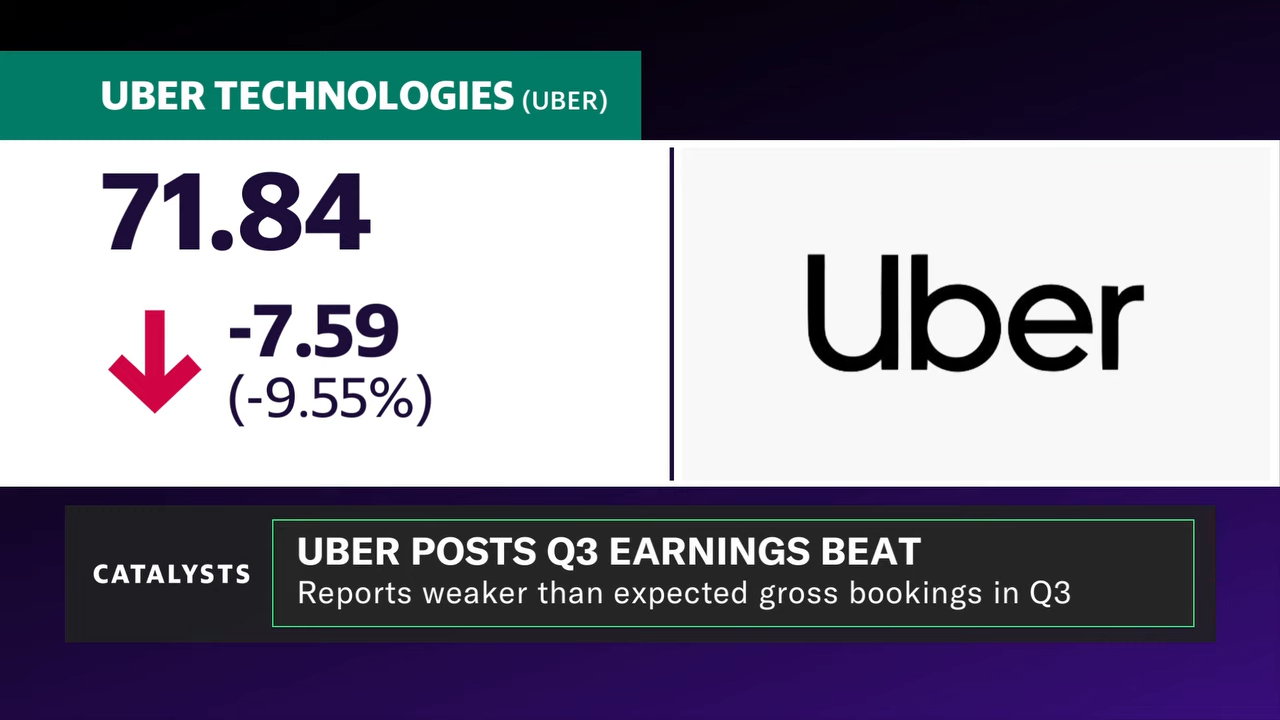 UBER TECHNOLOGIES (UBER)
71.84
-7.59
(-9.55%)
Uber
CATALYSTS
UBER POSTS Q3 EARNINGS BEAT
Reports weaker than expected gross bookings in Q3